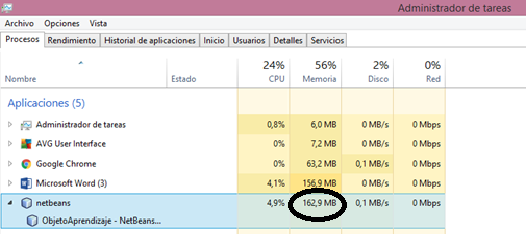 Administrador de tareas
Archivo Opciones Vista
Procesos Rendimiento Historial de aplicaciones Inicio Usuarios Detalles Servicios
24% 56% 2% 0%
Nombre Estado CPU Memoria Disco Red
Aplicaciones (5)
Administrador de tareas 0,8% 6,0 MB 0 MB/s 0 Mbps
AVG User Interface 0% 7,2 MB 0 MB/s 0 Mbps
Google Chrome 0% 63,2 MB 0,1 MB/s 0 Mbps
Microsoft Word (3) 4,1% 156,9 MB 0 MB/s 0 Mbps
netbeans 4,9% 162,9 MB 0,1 MB/s 0 Mbps
ObjetoAprendizaje - NetBeans...